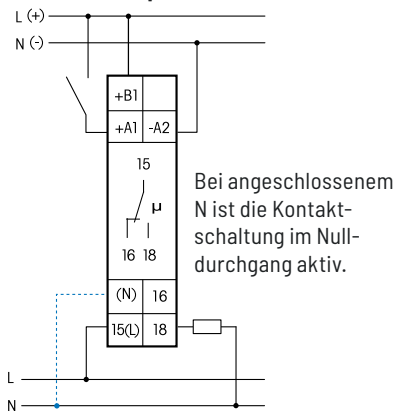 L (+)
N (-)
+B1
+A1 -A2
15
µ
16 18
Bei angeschlossenem
N ist die Kontakt-
schaltung im Null-
durchgang aktiv.
(N) 16
15(L) 18
L
N